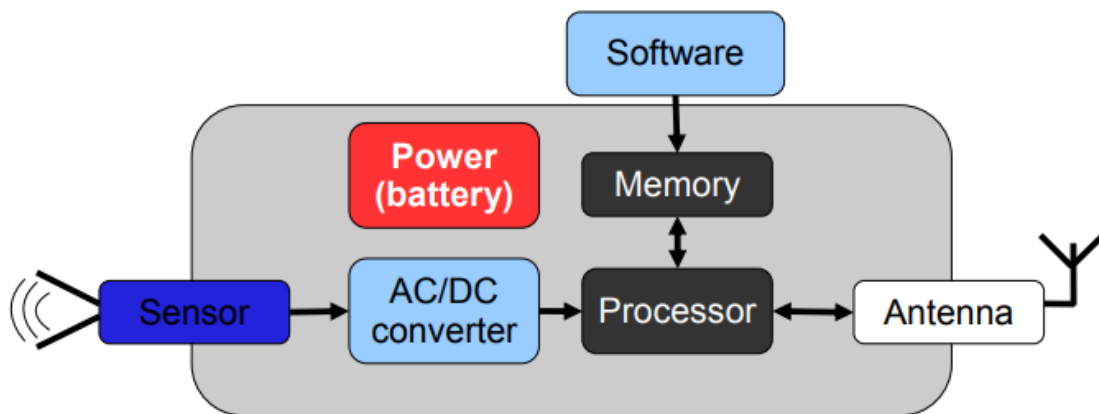 Software
Power
(battery)
Memory
Sensor
AC/DC
converter
Processor
Antenna